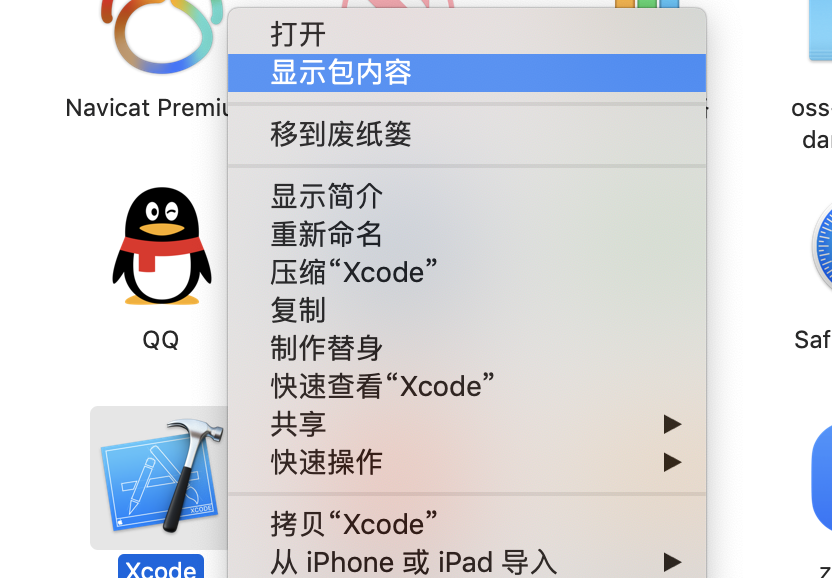 打开
显示包内容
Navicat Premiu
oss-
dar
移到废纸篓
显示简介
重新命名
压缩“Xcode”
复制
制作替身
QQ
Saf
快速查看“Xcode”
共享
快速操作
XCODE
拷贝“Xcode”
从 iPhone 或 iPad 导入
Xcode